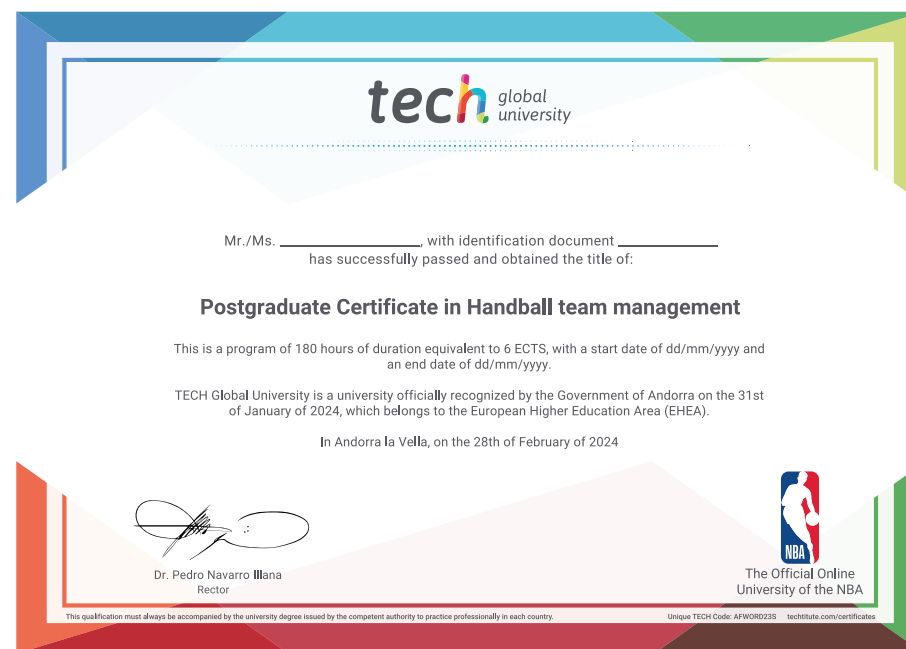 tech global
university
Mr./Ms. ____________, with identification document __________
has successfully passed and obtained the title of:
Postgraduate Certificate in Handball team management
This is a program of 180 hours of duration equivalent to 6 ECTS, with a start date of dd/mm/yyyy and
an end date of dd/mm/yyyy.
TECH Global University is a university officially recognized by the Government of Andorra on the 31st
of January of 2024, which belongs to the European Higher Education Area (EHEA).
In Andorra la Vella, on the 28th of February of 2024
NBA
Dr. Pedro Navarro Illana
Rector
The Official Online
University of the NBA
This qualification must always be accompanied by the university degree issued by the competent authority to practice professionally in each country.
Unique TECH Code: AFWORD23S techtitute.com/certificates